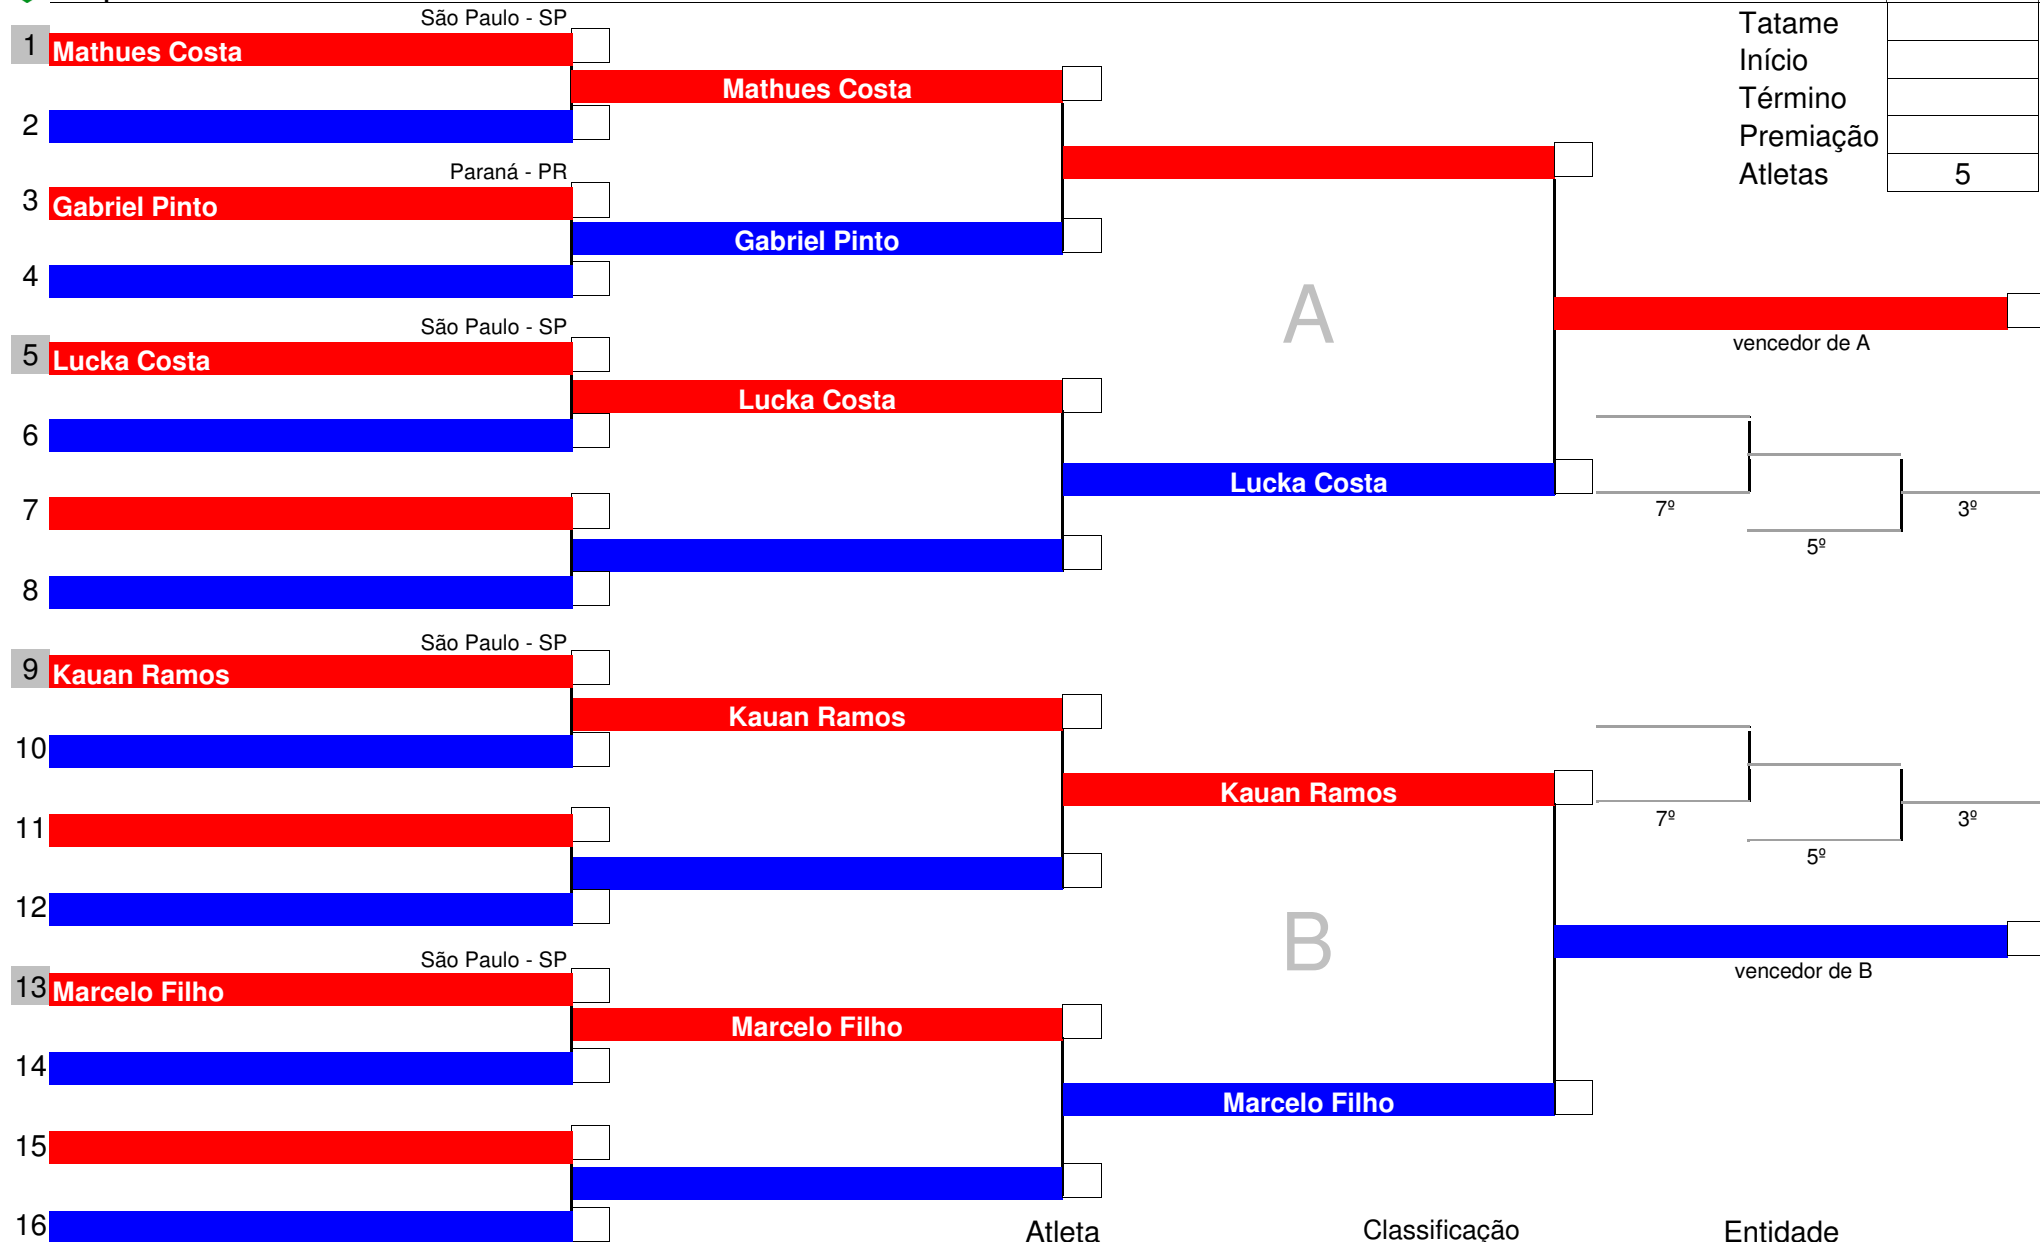 São Paulo - SP
1 Mathues Costa
Mathues Costa
2
Paraná - PR
3 Gabriel Pinto
Gabriel Pinto
4
São Paulo - SP
5 Lucka Costa
Lucka Costa
6
Lucka Costa
7
8
São Paulo - SP
9 Kauan Ramos
Kauan Ramos
10
Kauan Ramos
11
12
São Paulo - SP
13 Marcelo Filho
Marcelo Filho
14
Marcelo Filho
15
16
A
B
Tatame
Início
Término
Premiação
Atletas 5
vencedor de A
7º
5º
3º
7º
5º
3º
vencedor de B
Atleta Classificação Entidade